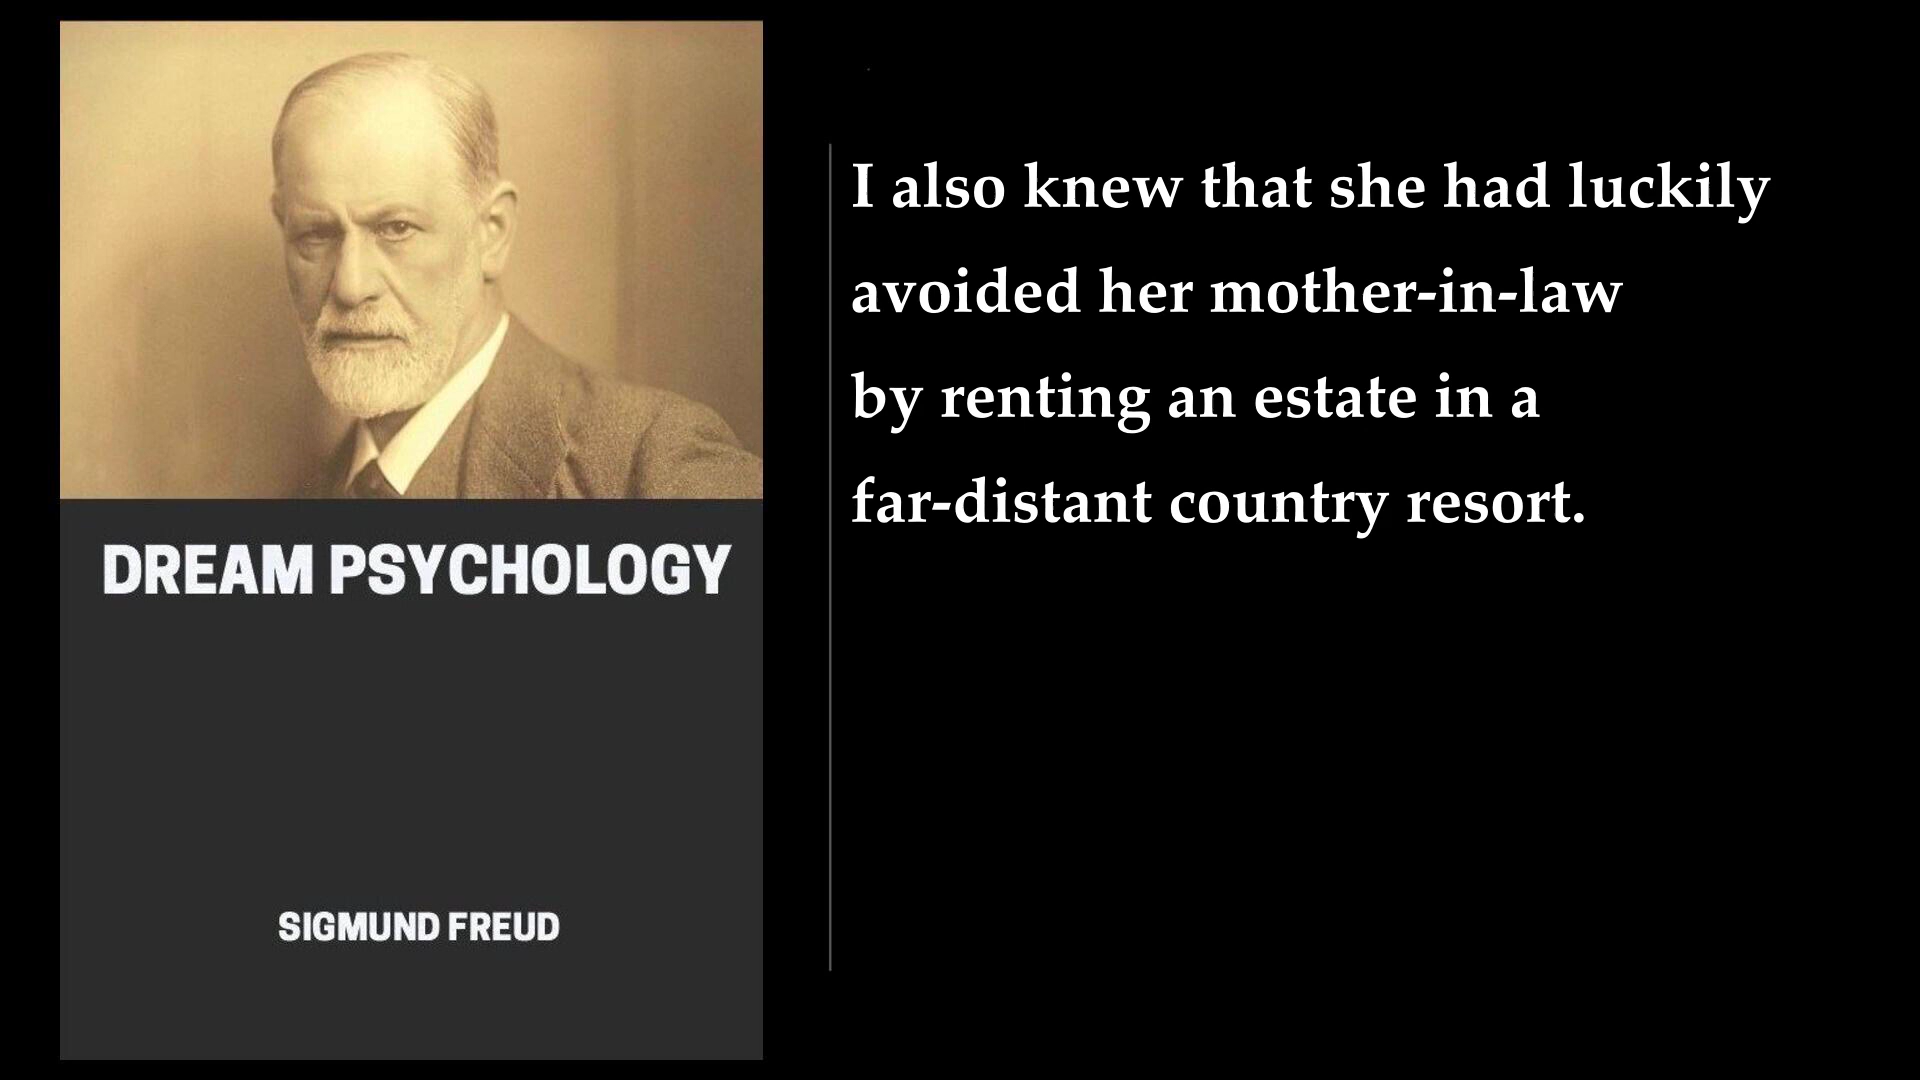 DREAM PSYCHOLOGY
SIGMUND FREUD
I also knew that she had luckily
avoided her mother-in-law
by renting an estate in a
far-distant country resort.